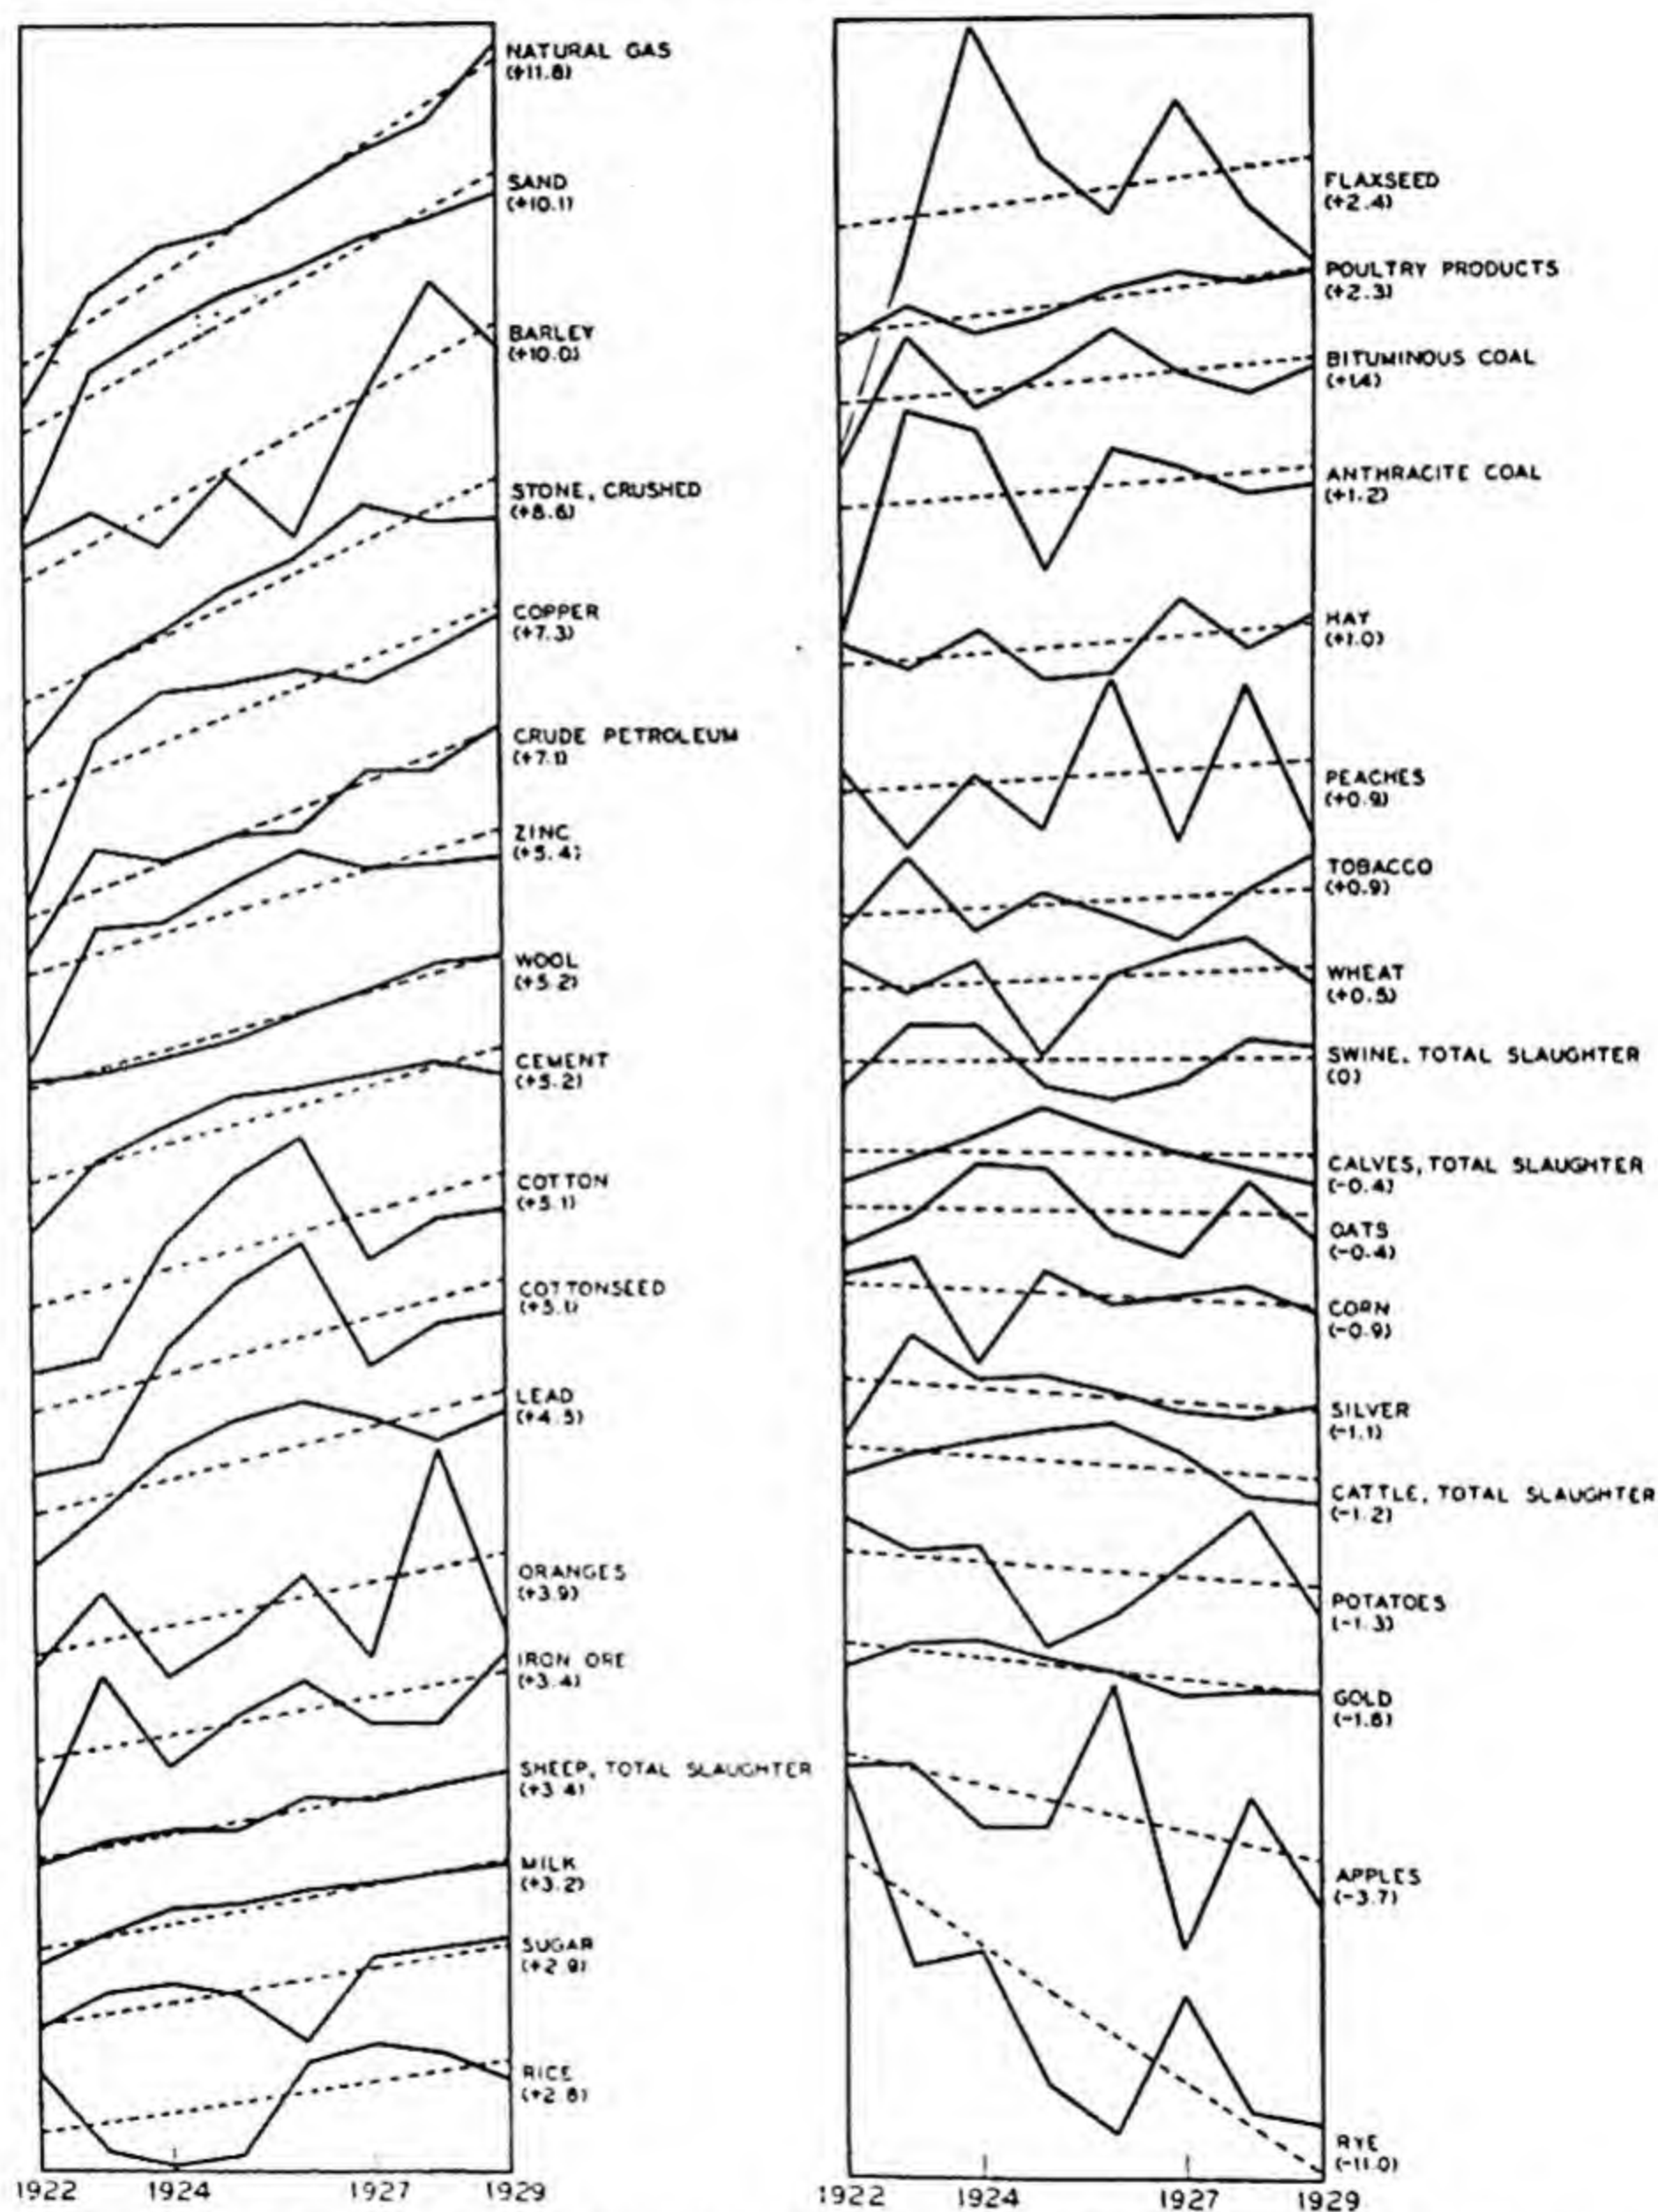 NATURAL GAS
(+11.8)
SAND
(+10.1)
BARLEY
(+10.0)
STONE, CRUSHED
(+8.6)
COPPER
(+7.3)
CRUDE PETROLEUM
(+7.1)
ZINC
(+5.4)
WOOL
(+5.2)
CEMENT
(+5.2)
COTTON
(+5.1)
COTTONSEED
(+5.1)
LEAD
(+4.5)
ORANGES
(+3.9)
IRON ORE
(+3.4)
SHEEP, TOTAL SLAUGHTER
(+3.4)
MILK
(+3.2)
SUGAR
(+2.9)
RICE
(+2.8)
1922 1924 1927 1929
FLAXSEED
(+2.4)
POULTRY PRODUCTS
(+2.3)
BITUMINOUS COAL
(+1.4)
ANTHRACITE COAL
(+1.2)
HAY
(+1.0)
PEACHES
(+0.9)
TOBACCO
(+0.9)
WHEAT
(+0.5)
SWINE, TOTAL SLAUGHTER
(0)
CALVES, TOTAL SLAUGHTER
(-0.4)
OATS
(-0.4)
CORN
(-0.9)
SILVER
(-1.1)
CATTLE, TOTAL SLAUGHTER
(-1.2)
POTATOES
(-1.3)
GOLD
(-1.8)
APPLES
(-3.7)
RYE
(-11.0)
1922 1924 1927 1929